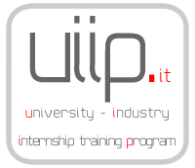 uiip.it
university - industry
internship training program